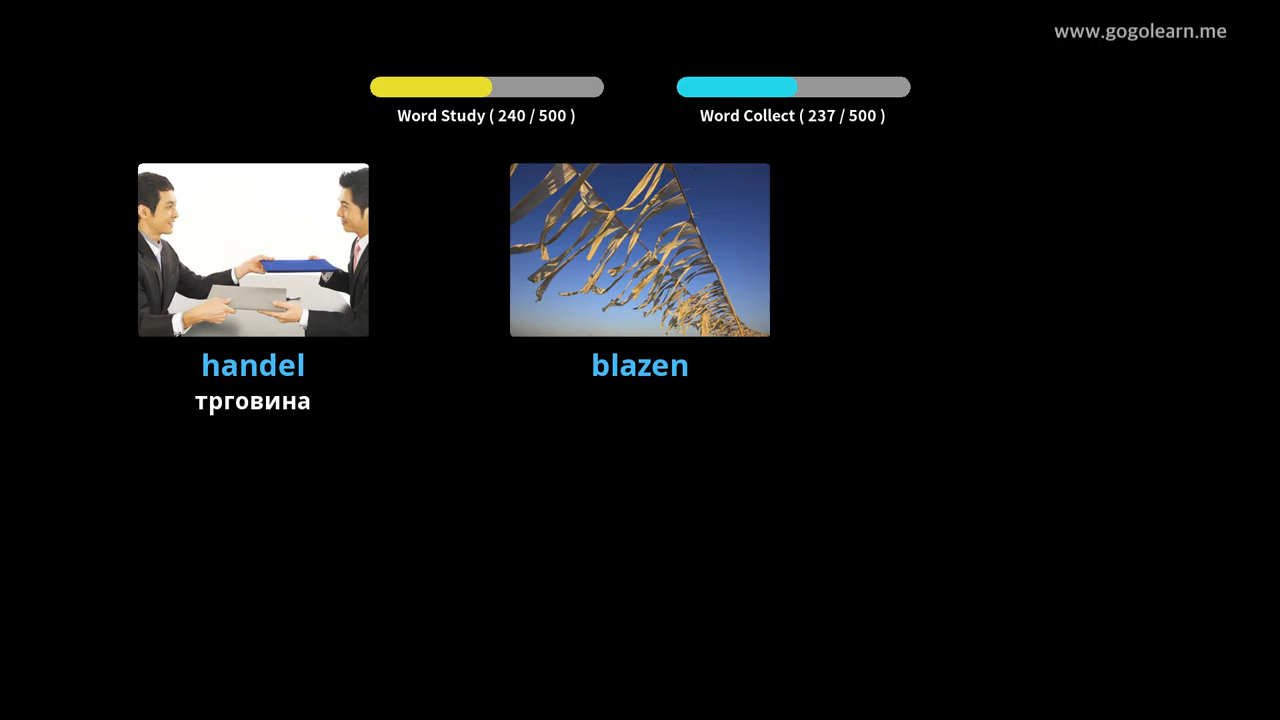 www.gogolearn.me
Word Study ( 240 / 500 )
Word Collect ( 237 / 500 )
handel
трговина
blazen